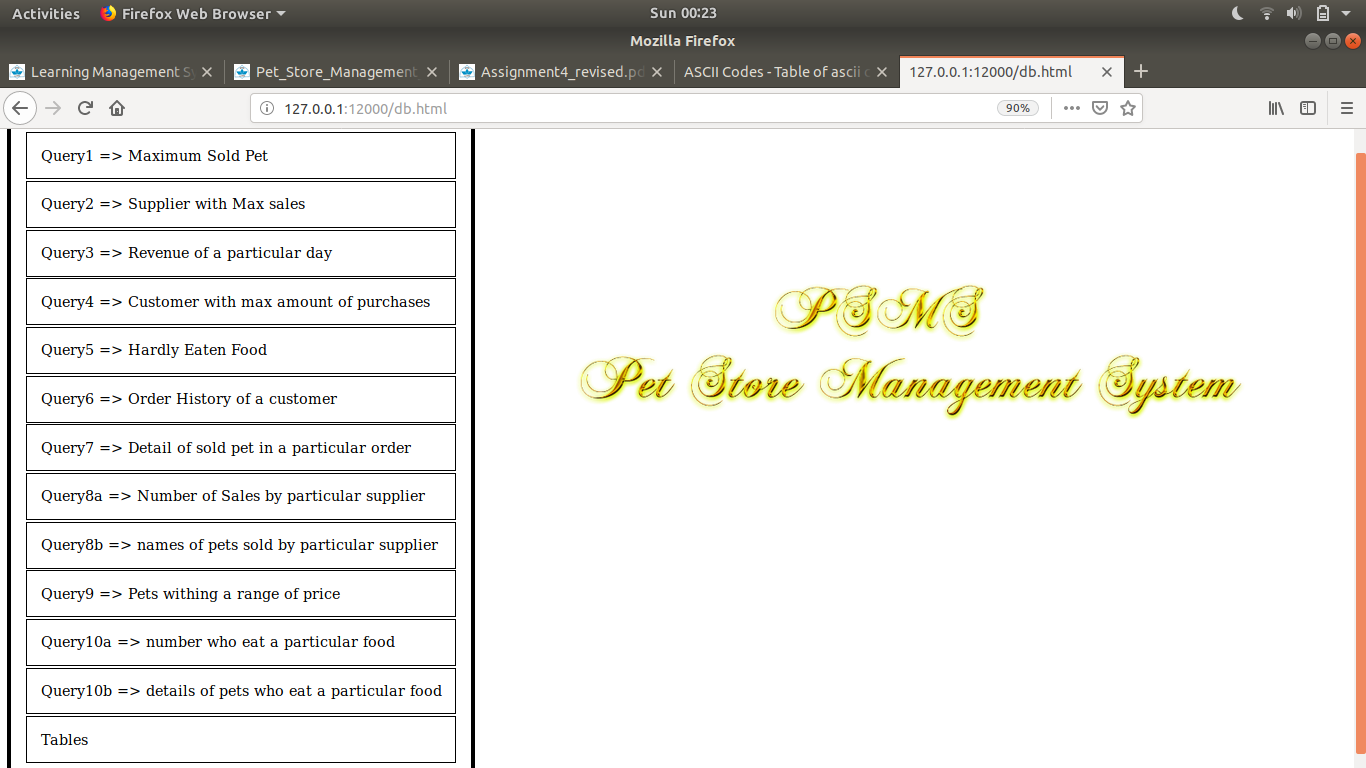 Activities Firefox Web Browser Sun 00:23
Mozilla Firefox
Learning Management Sy Pet_Store_Management Assignment4_revised.pd ASCII Codes - Table of ascii c 127.0.0.1:12000/db.html
127.0.0.1:12000/db.html 90%
Query1 => Maximum Sold Pet
Query2 => Supplier with Max sales
Query3 => Revenue of a particular day
Query4 => Customer with max amount of purchases
Query5 => Hardly Eaten Food
Query6 => Order History of a customer
Query7 => Detail of sold pet in a particular order
Query8a => Number of Sales by particular supplier
Query8b => names of pets sold by particular supplier
Query9 => Pets withing a range of price
Query10a => number who eat a particular food
Query10b => details of pets who eat a particular food
Tables
PSMS
Pet Store Management System